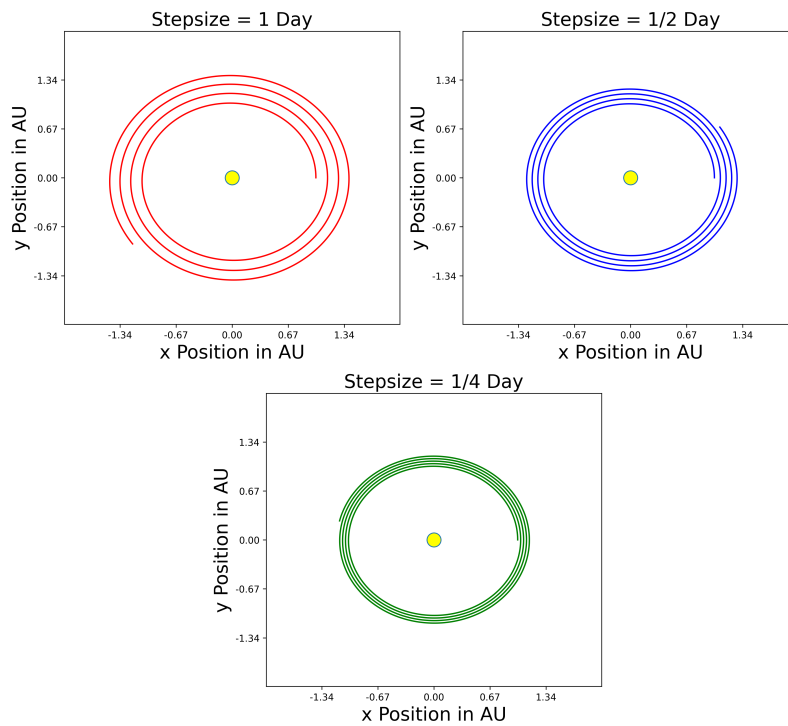 Stepsize = 1 Day
y Position in AU
1.34
0.67
0.00
-0.67
-1.34
-1.34 -0.67 0.00 0.67 1.34
x Position in AU
Stepsize = 1/2 Day
y Position in AU
1.34
0.67
0.00
-0.67
-1.34
-1.34 -0.67 0.00 0.67 1.34
x Position in AU
Stepsize = 1/4 Day
y Position in AU
1.34
0.67
0.00
-0.67
-1.34
-1.34 -0.67 0.00 0.67 1.34
x Position in AU